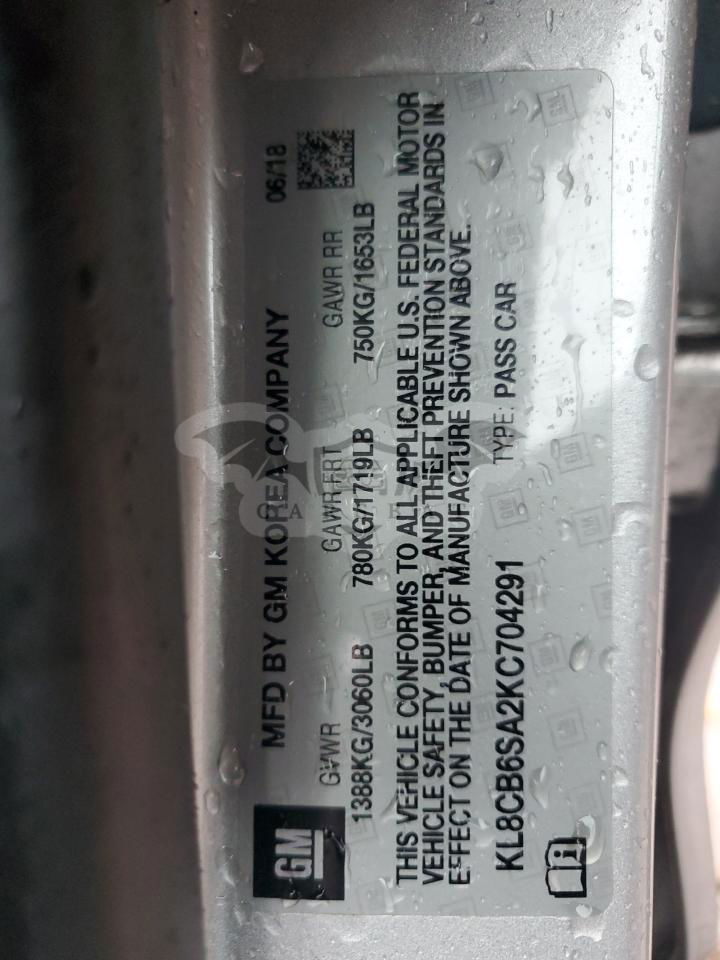 GM
MFD BY GM KOREA COMPANY 06/18
GVWR GAWR FRT GAWR RR
1388KG/3060LB 780KG/1719LB 750KG/1653LB
THIS VEHICLE CONFORMS TO ALL APPLICABLE U.S. FEDERAL MOTOR
VEHICLE SAFETY, BUMPER, AND THEFT PREVENTION STANDARDS IN
EFFECT ON THE DATE OF MANUFACTURE SHOWN ABOVE.
KL8CB6SA2KC704291 TYPE: PASS CAR